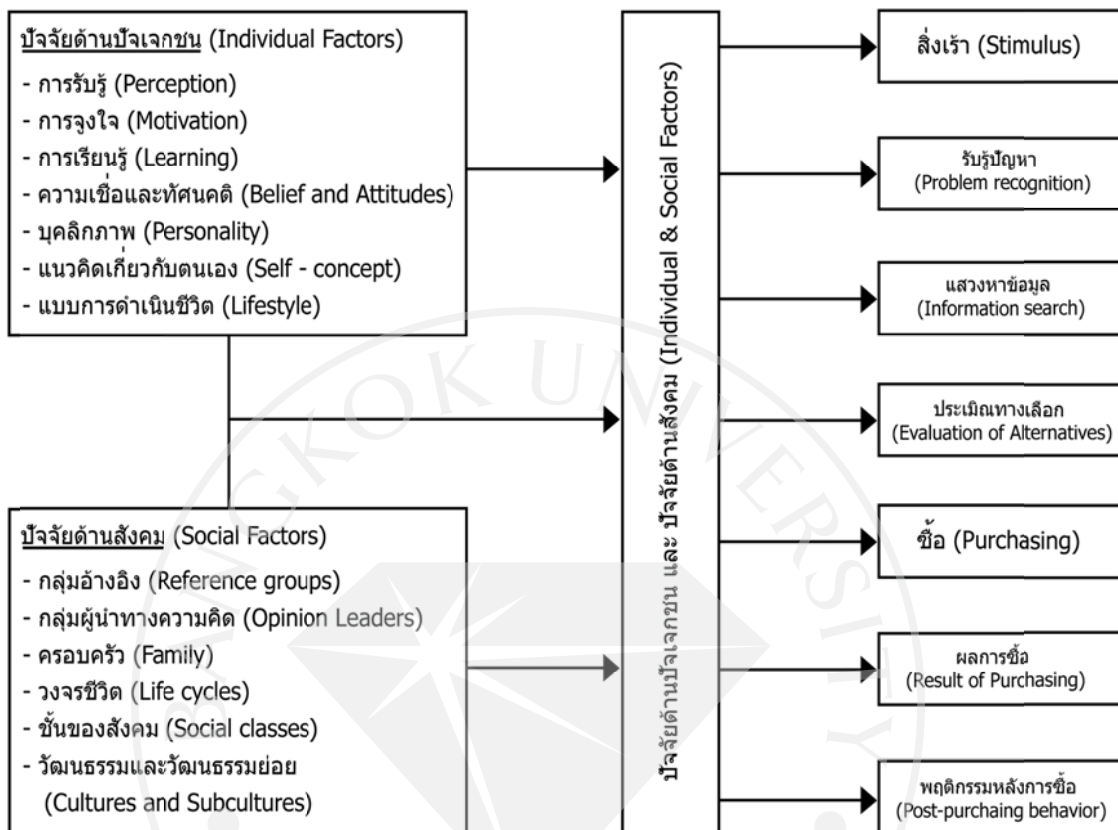 ปัจจัยด้านปัจเจกชน (Individual Factors)
- การรับรู้ (Perception)
- การจูงใจ (Motivation)
- การเรียนรู้ (Learning)
- ความเชื่อและทัศนคติ (Belief and Attitudes)
- บุคลิกภาพ (Personality)
- แนวคิดเกี่ยวกับตนเอง (Self - concept)
- แบบการดำเนินชีวิต (Lifestyle)
ปัจจัยด้านสังคม (Social Factors)
- กลุ่มอ้างอิง (Reference groups)
- กลุ่มผู้นำทางความคิด (Opinion Leaders)
- ครอบครัว (Family)
- วงจรชีวิต (Life cycles)
- ชั้นของสังคม (Social classes)
- วัฒนธรรมและวัฒนธรรมย่อย
(Cultures and Subcultures)
ปัจจัยด้านปัจเจกชน และ ปัจจัยด้านสังคม (Individual & Social Factors)
สิ่งเร้า (Stimulus)
รับรู้ปัญหา
(Problem recognition)
แสวงหาข้อมูล
(Information search)
ประเมิณทางเลือก
(Evaluation of Alternatives)
ซื้อ (Purchasing)
ผลการซื้อ
(Result of Purchasing)
พฤติกรรมหลังการซื้อ
(Post-purchaing behavior)
BANGKOK UNIVERSITY